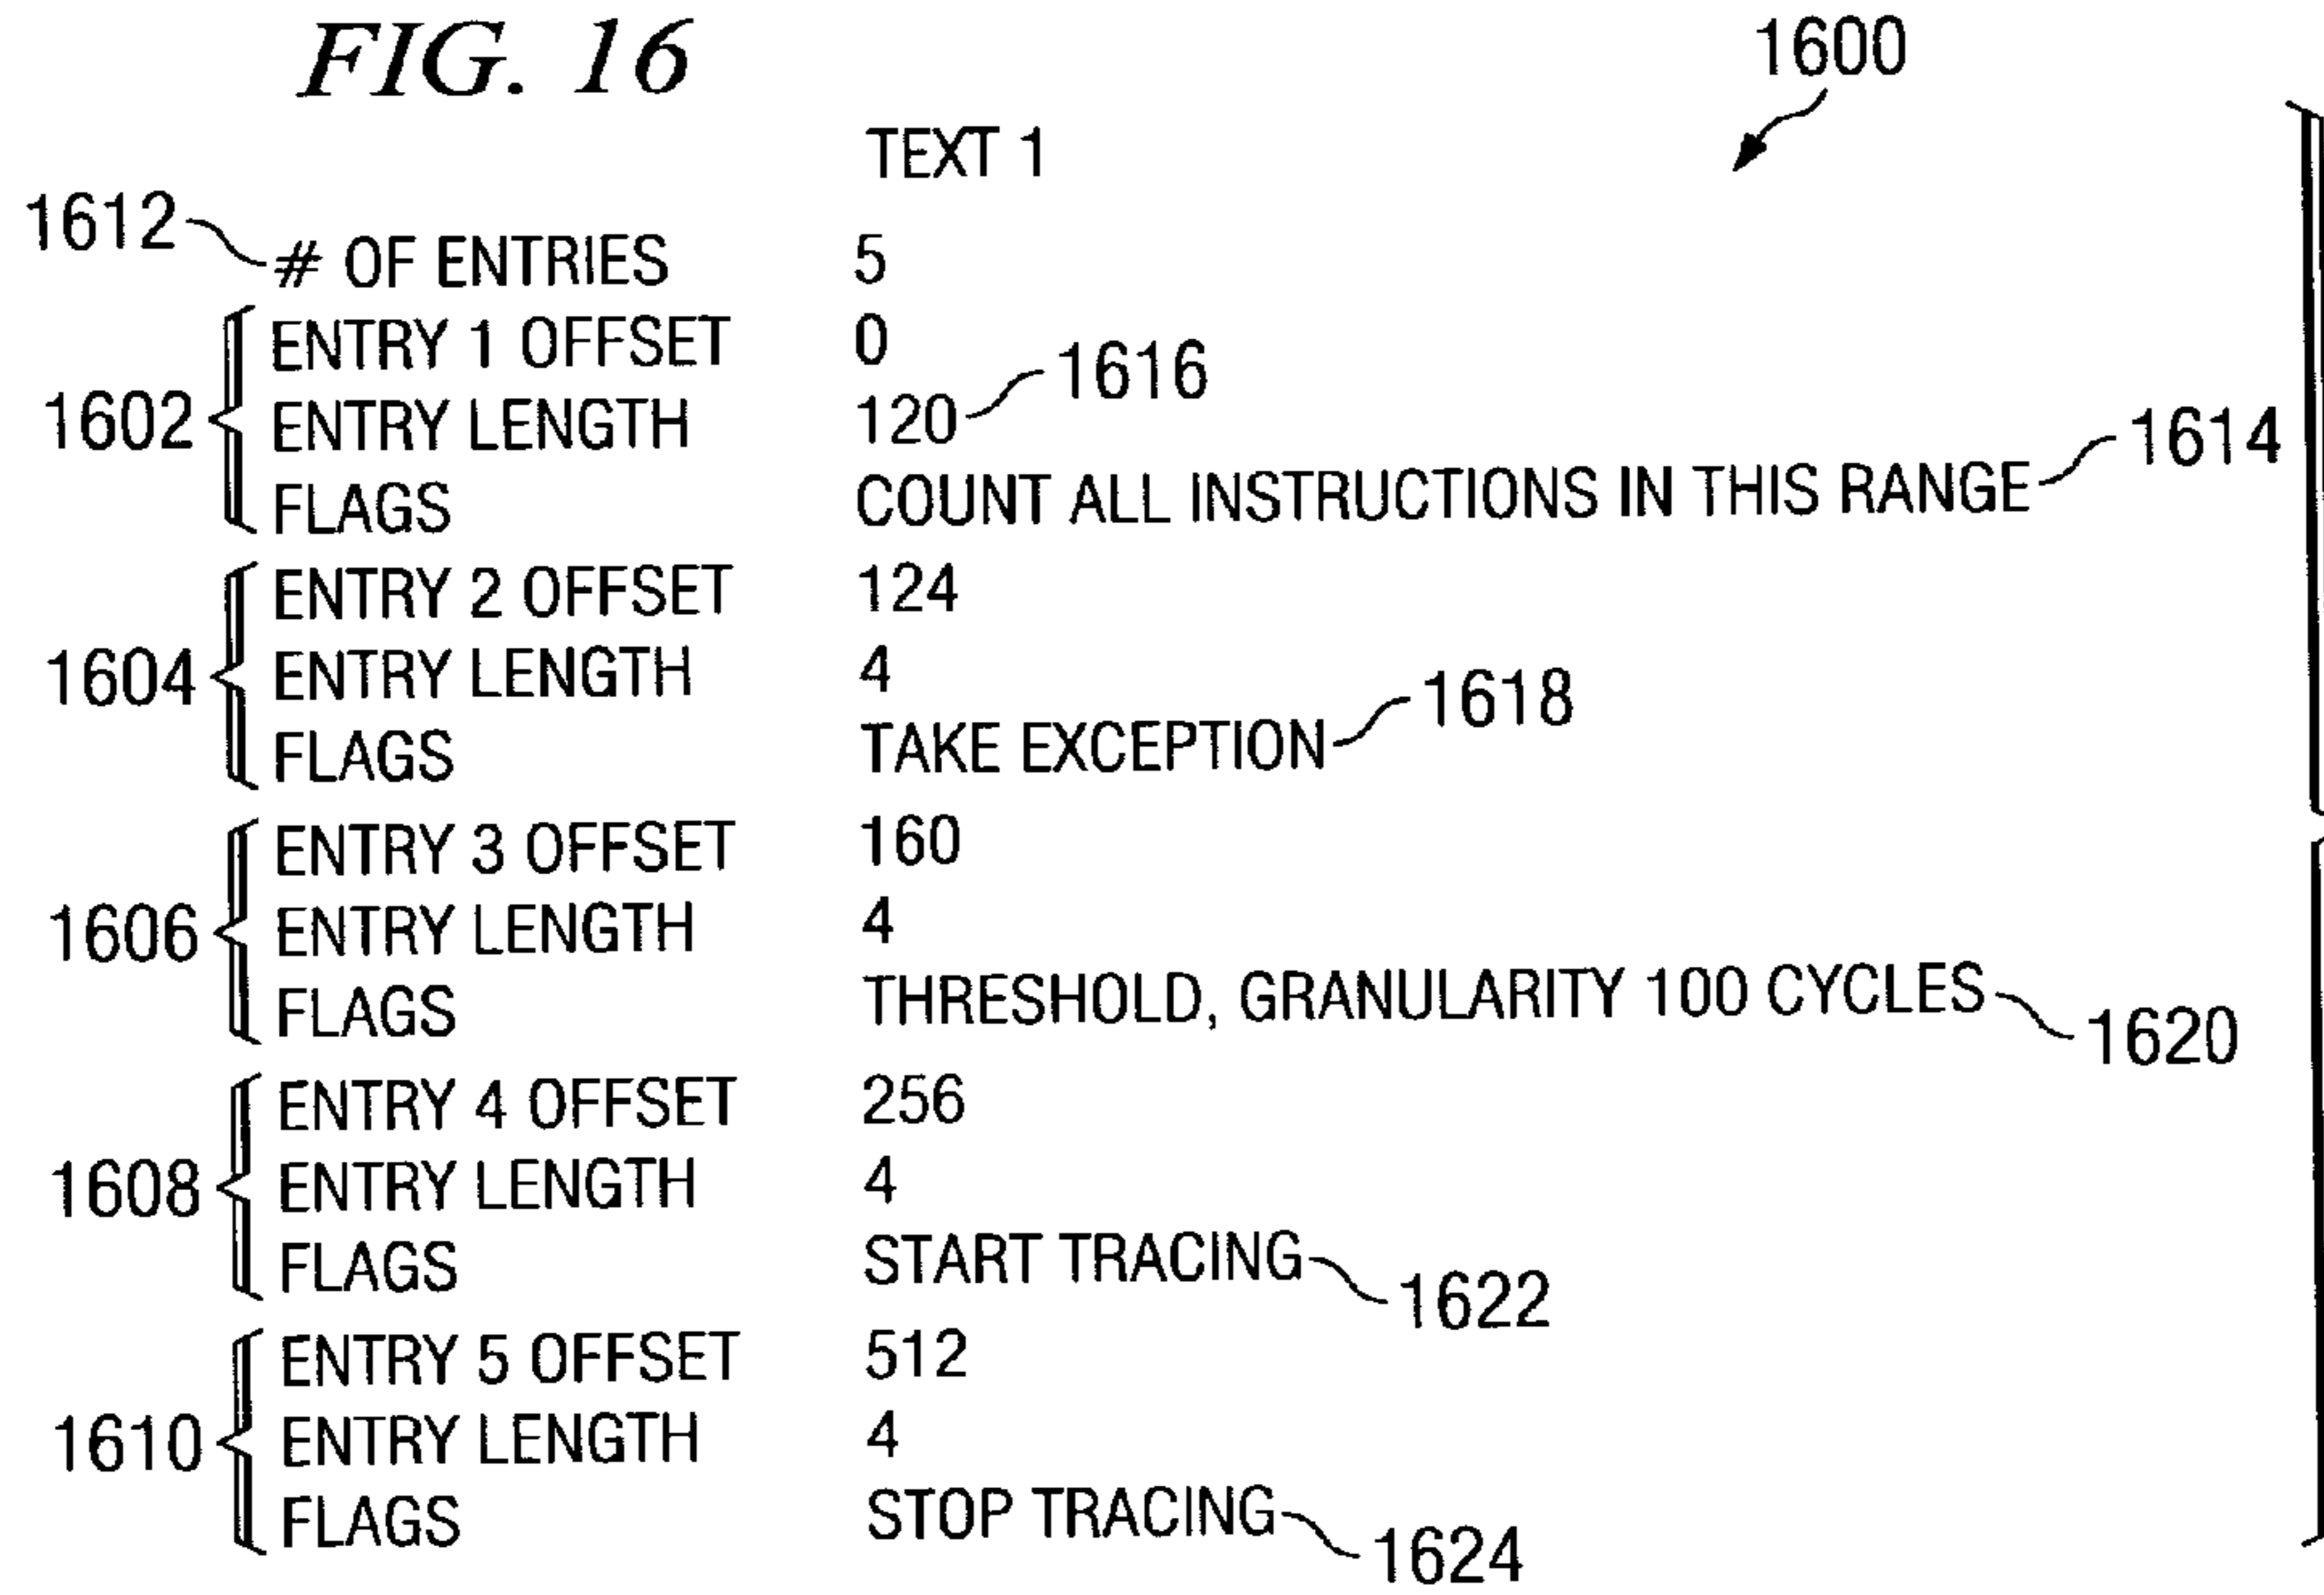 FIG. 16
1600
TEXT 1
1612
# OF ENTRIES 5
ENTRY 1 OFFSET 0
1616
1602
ENTRY LENGTH 120
1614
FLAGS COUNT ALL INSTRUCTIONS IN THIS RANGE
ENTRY 2 OFFSET 124
1604
ENTRY LENGTH 4
1618
FLAGS TAKE EXCEPTION
ENTRY 3 OFFSET 160
1606
ENTRY LENGTH 4
FLAGS THRESHOLD, GRANULARITY 100 CYCLES
1620
ENTRY 4 OFFSET 256
1608
ENTRY LENGTH 4
FLAGS START TRACING
1622
ENTRY 5 OFFSET 512
1610
ENTRY LENGTH 4
FLAGS STOP TRACING
1624